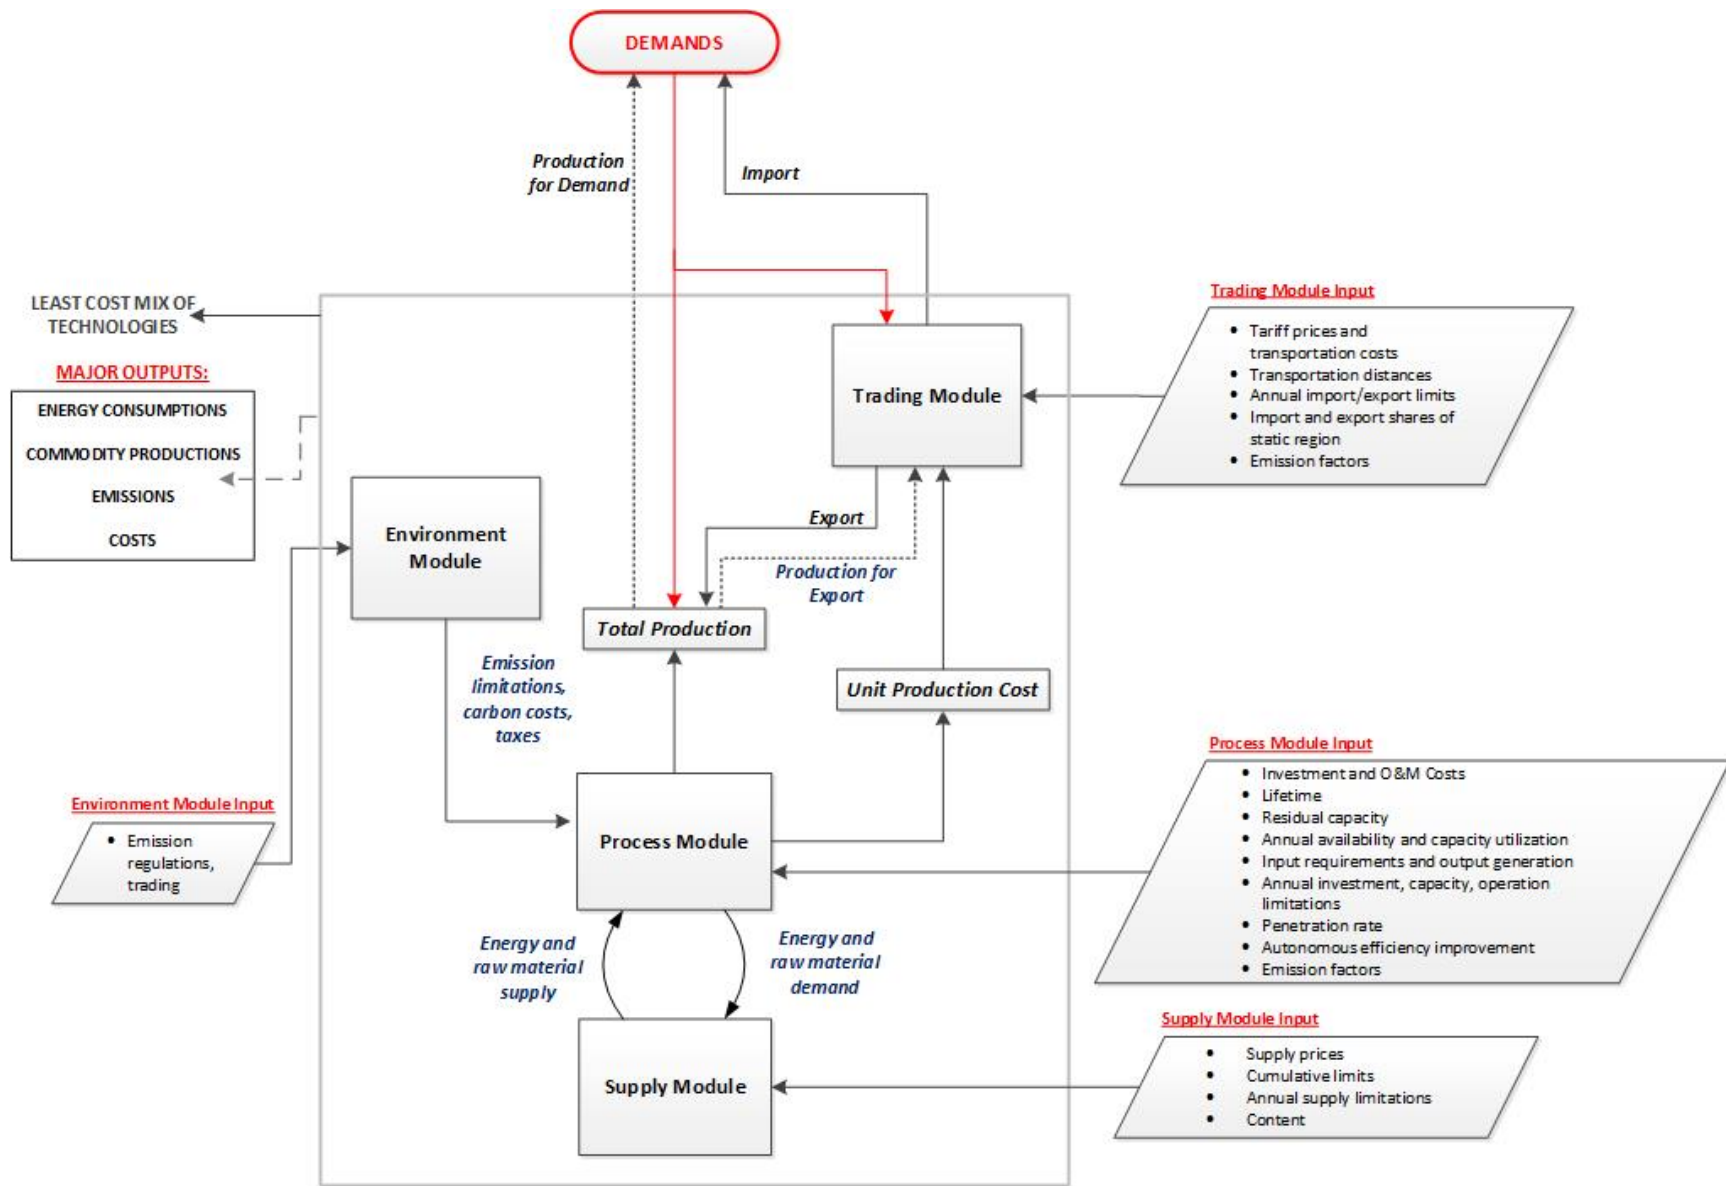 DEMANDS
Production
for Demand
Import
LEAST COST MIX OF
TECHNOLOGIES
MAJOR OUTPUTS:
ENERGY CONSUMPTIONS
COMMODITY PRODUCTIONS
EMISSIONS
COSTS
Trading Module Input
• Tariff prices and
transportation costs
• Transportation distances
• Annual import/export limits
• Import and export shares of
static region
• Emission factors
Trading Module
Environment
Module
Export
Production for
Export
Total Production
Emission
limitations,
carbon costs,
taxes
Unit Production Cost
Environment Module Input
• Emission
regulations,
trading
Process Module
Process Module Input
• Investment and O&M Costs
• Lifetime
• Residual capacity
• Annual availability and capacity utilization
• Input requirements and output generation
• Annual investment, capacity, operation
limitations
• Penetration rate
• Autonomous efficiency improvement
• Emission factors
Energy and
raw material
supply
Energy and
raw material
demand
Supply Module
Supply Module Input
• Supply prices
• Cumulative limits
• Annual supply limitations
• Content